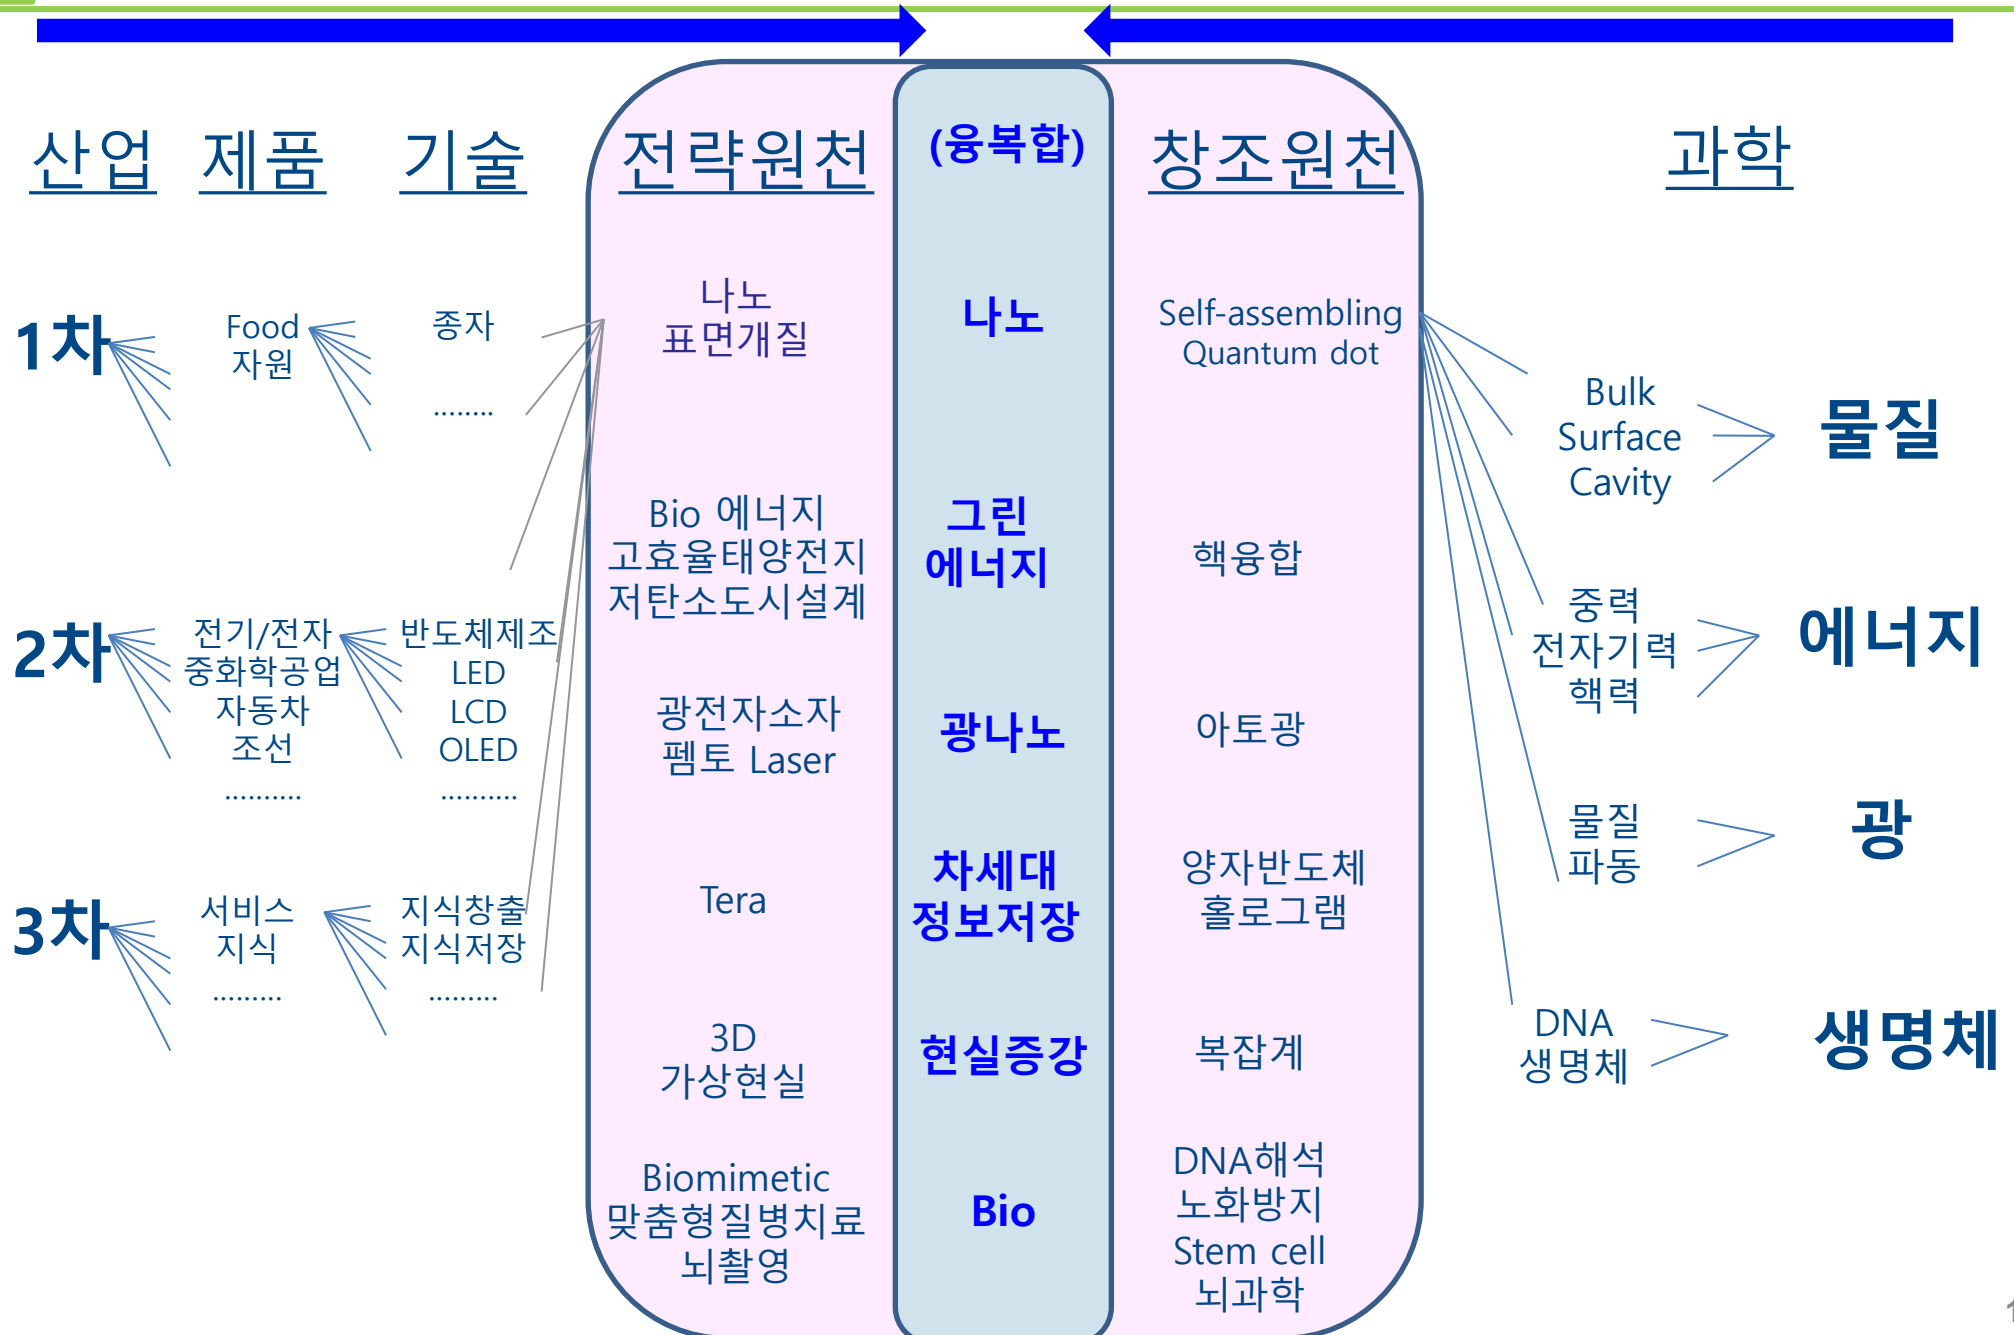 산업
제품
기술
전략원천
(융복합)
창조원천
과학
1차
Food
자원
종자
........
나노
표면개질
나노
Self-assembling
Quantum dot
Bulk
Surface
Cavity
물질
2차
전기/전자
중화학공업
자동차
조선
..........
반도체제조
LED
LCD
OLED
..........
Bio 에너지
고효율태양전지
저탄소도시설계
그린
에너지
핵융합
중력
전자기력
핵력
에너지
광전자소자
펨토 Laser
광나노
아토광
물질
파동
광
3차
서비스
지식
.........
지식창출
지식저장
.........
Tera
차세대
정보저장
양자반도체
홀로그램
3D
가상현실
현실증강
복잡계
DNA
생명체
생명체
Biomimetic
맞춤형질병치료
뇌촬영
Bio
DNA해석
노화방지
Stem cell
뇌과학